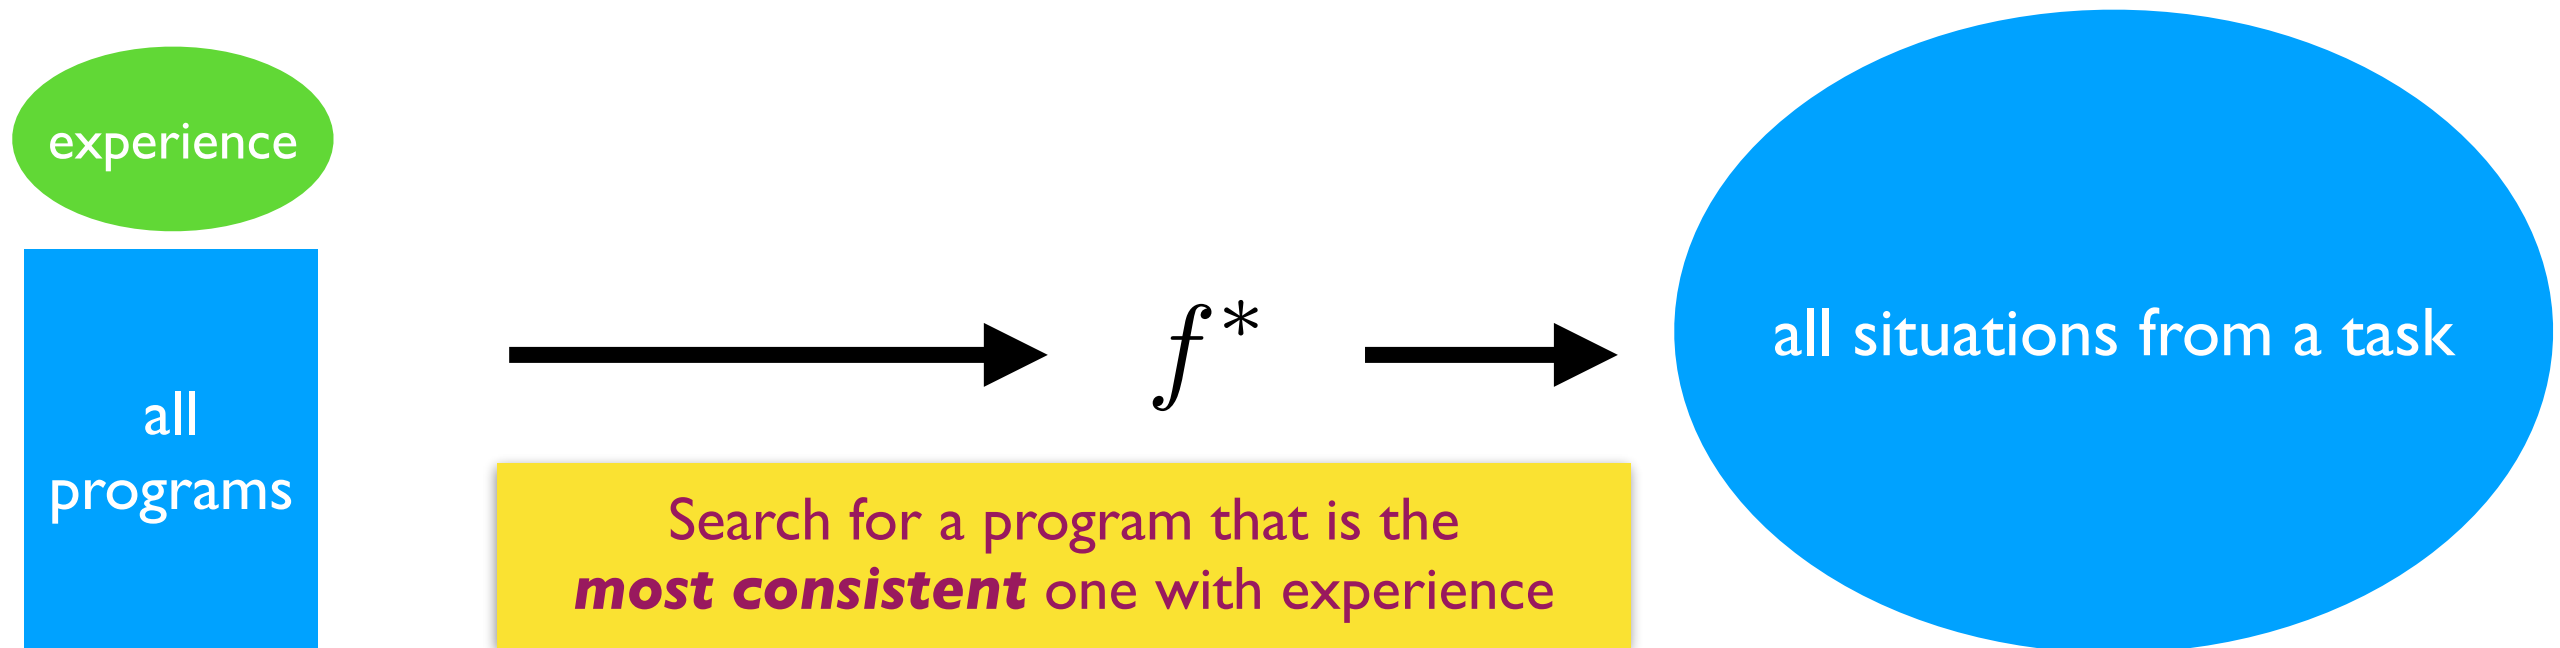 experience
all
programs
f*
Search for a program that is the
most consistent one with experience
all situations from a task